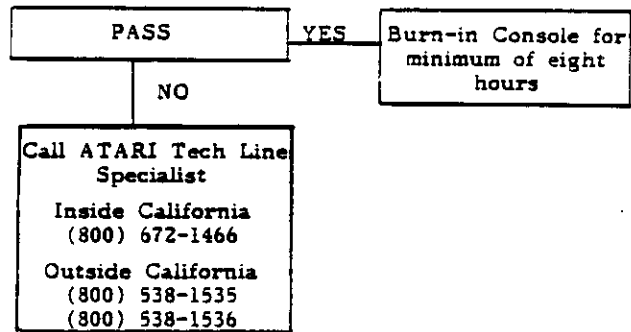 PASS
YES
Burn-in Console for
minimum of eight
hours
NO
Call ATARI Tech Line
Specialist
Inside California
(800) 672-1466
Outside California
(800) 538-1535
(800) 538-1536